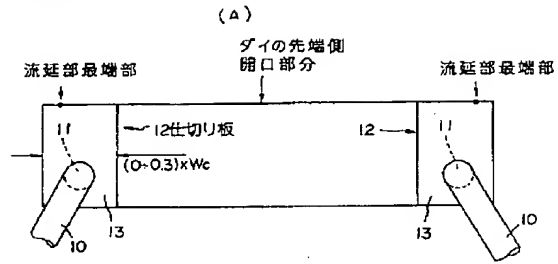 (A)
ダイの先端側
開口部分
流延部最端部
流延部最端部
11
12仕切り板
12
11
(0~0.3)×Wc
10
13
13
10